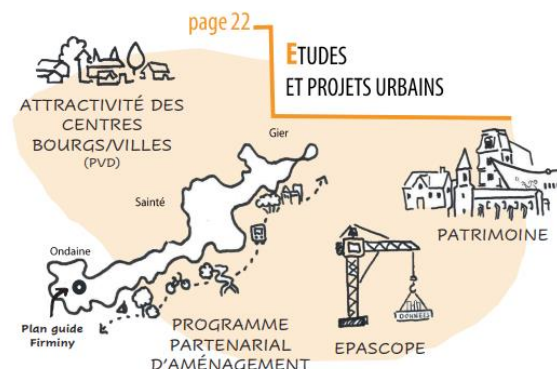 page 22
ETUDES
ET PROJETS URBAINS
ATTRACTIVITÉ DES
CENTRES
BOURGS/VILLES
(PVD)
Gier
Sainté
Ondaine
Plan guide
Firminy
PROGRAMME
PARTENARIAL
D'AMÉNAGEMENT
EPASCOPE
DONNÉES
PATRIMOINE